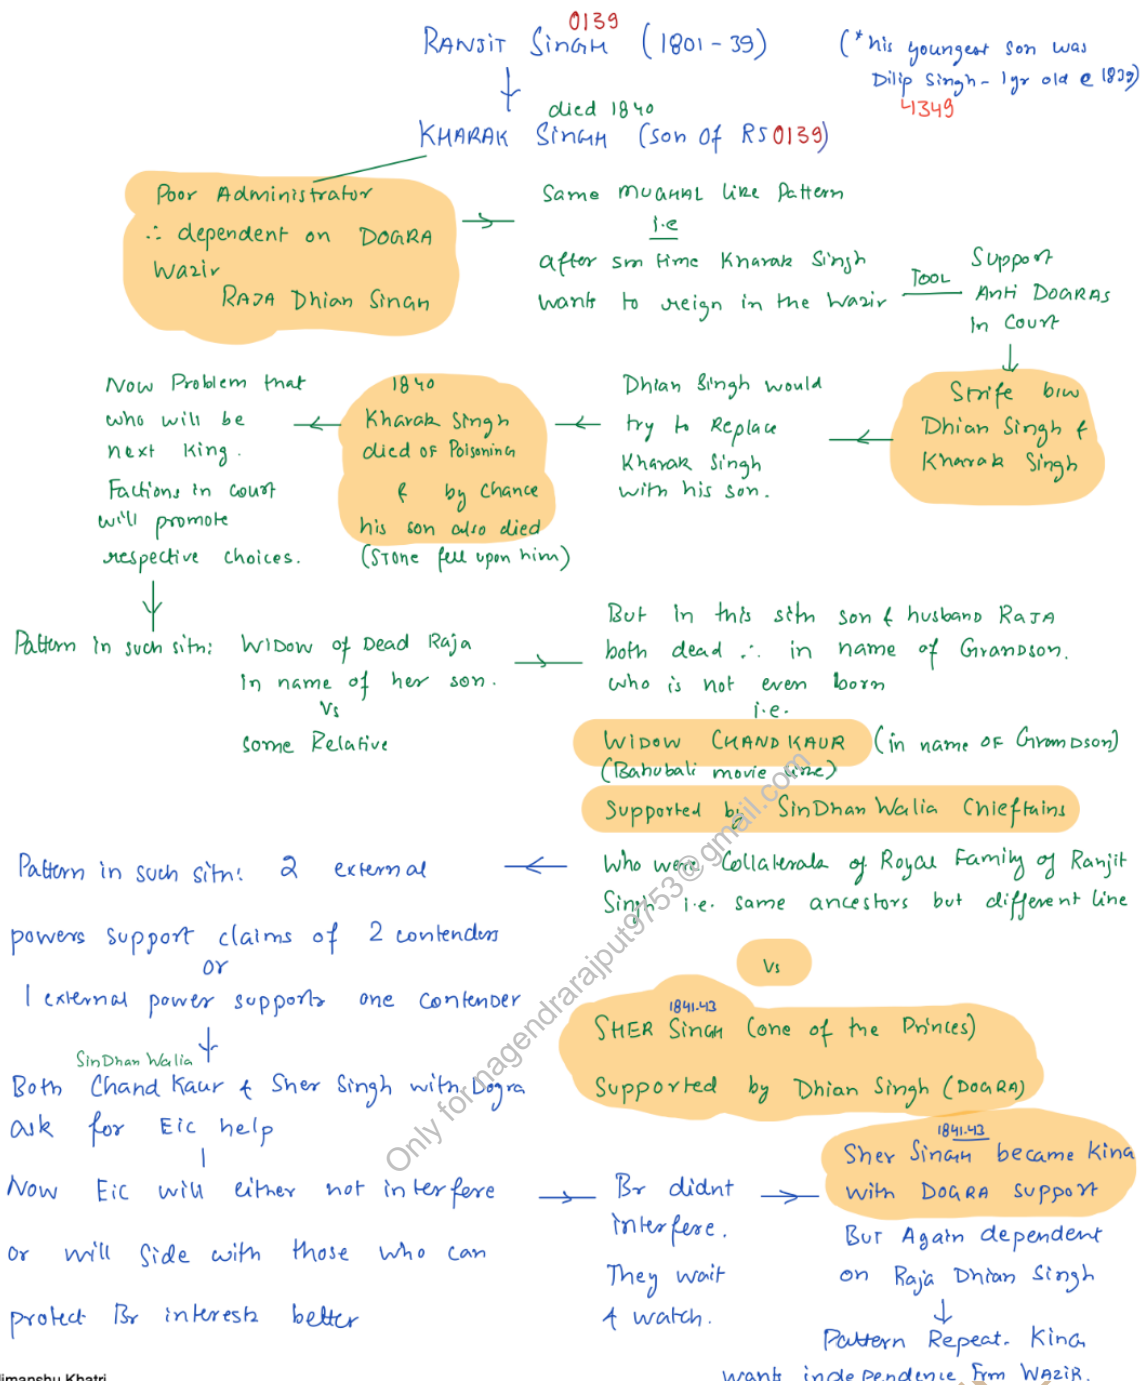 0139
RANJIT SINGH (1801-39)
(*his youngest son was
Dilip Singh - 1yr old @ 1839)
4349
died 1840
KHARAK SINGH (son of RS 0139)
Poor Administrator
∴ dependent on DOGRA
Wazir
RAJA Dhian Singh
Same MUGHAL like Pattern
i.e
after sm time Kharak Singh
wants to reign in the Wazir
TOOL
Support
Anti DOGRAS
In Court
Strife b/w
Dhian Singh &
Kharak Singh
Dhian Singh would
try to Replace
Kharak Singh
with his son.
1840
Kharak Singh
died OF Poisoning
& by chance
his son also died
(Stone fell upon him)
Now Problem that
who will be
next King.
Factions in court
will promote
respective choices.
Pattern in such sitn:
WIDOW of Dead Raja
In name of her son.
Vs
Some Relative
But In this sitn son & husband RAJA
both dead ∴ in name of Grandson.
who is not even born
i.e.
WIDOW CHAND KAUR (in name OF Grandson)
(Bahubali movie like)
Supported by SinDhan Walia Chieftains
Who were Collaterals of Royal Family of Ranjit
Singh i.e. same ancestors but different line
Vs
1841-43
SHER SINGH (one of the Princes)
Supported by Dhian Singh (DOGRA)
Pattern in such sitn: 2 external
powers support claims of 2 contenders
or
1 external power supports one contender
SinDhan Walia
Both Chand Kaur & Sher Singh with Dogra
ask for EIC help
Now EIC will either not interfere
or will side with those who can
protect Br interests better
Br didnt
interfere.
They wait
& watch.
1841-43
Sher Singh became King
with DOGRA support
But Again dependent
on Raja Dhian Singh
Pattern Repeat. King
wants independence frm WAZIR.
Only for nagendrarajput9753@gmail.com
Himanshu Khatri